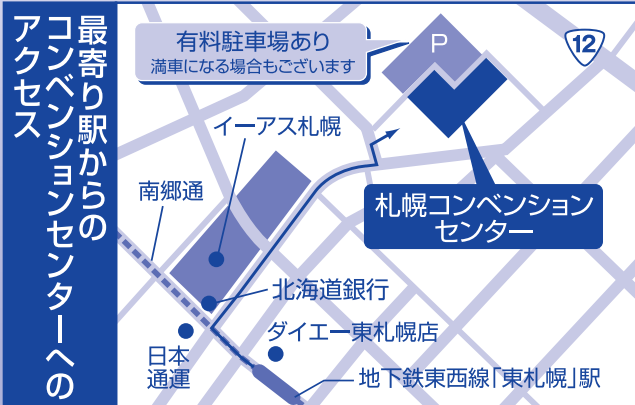 最寄り駅からの
コンベンションセンターへの
アクセス
有料駐車場あり
満車になる場合もございます
P
12
イーアス札幌
南郷通
札幌コンベンション
センター
北海道銀行
ダイエー東札幌店
日本
通運
地下鉄東西線「東札幌」駅